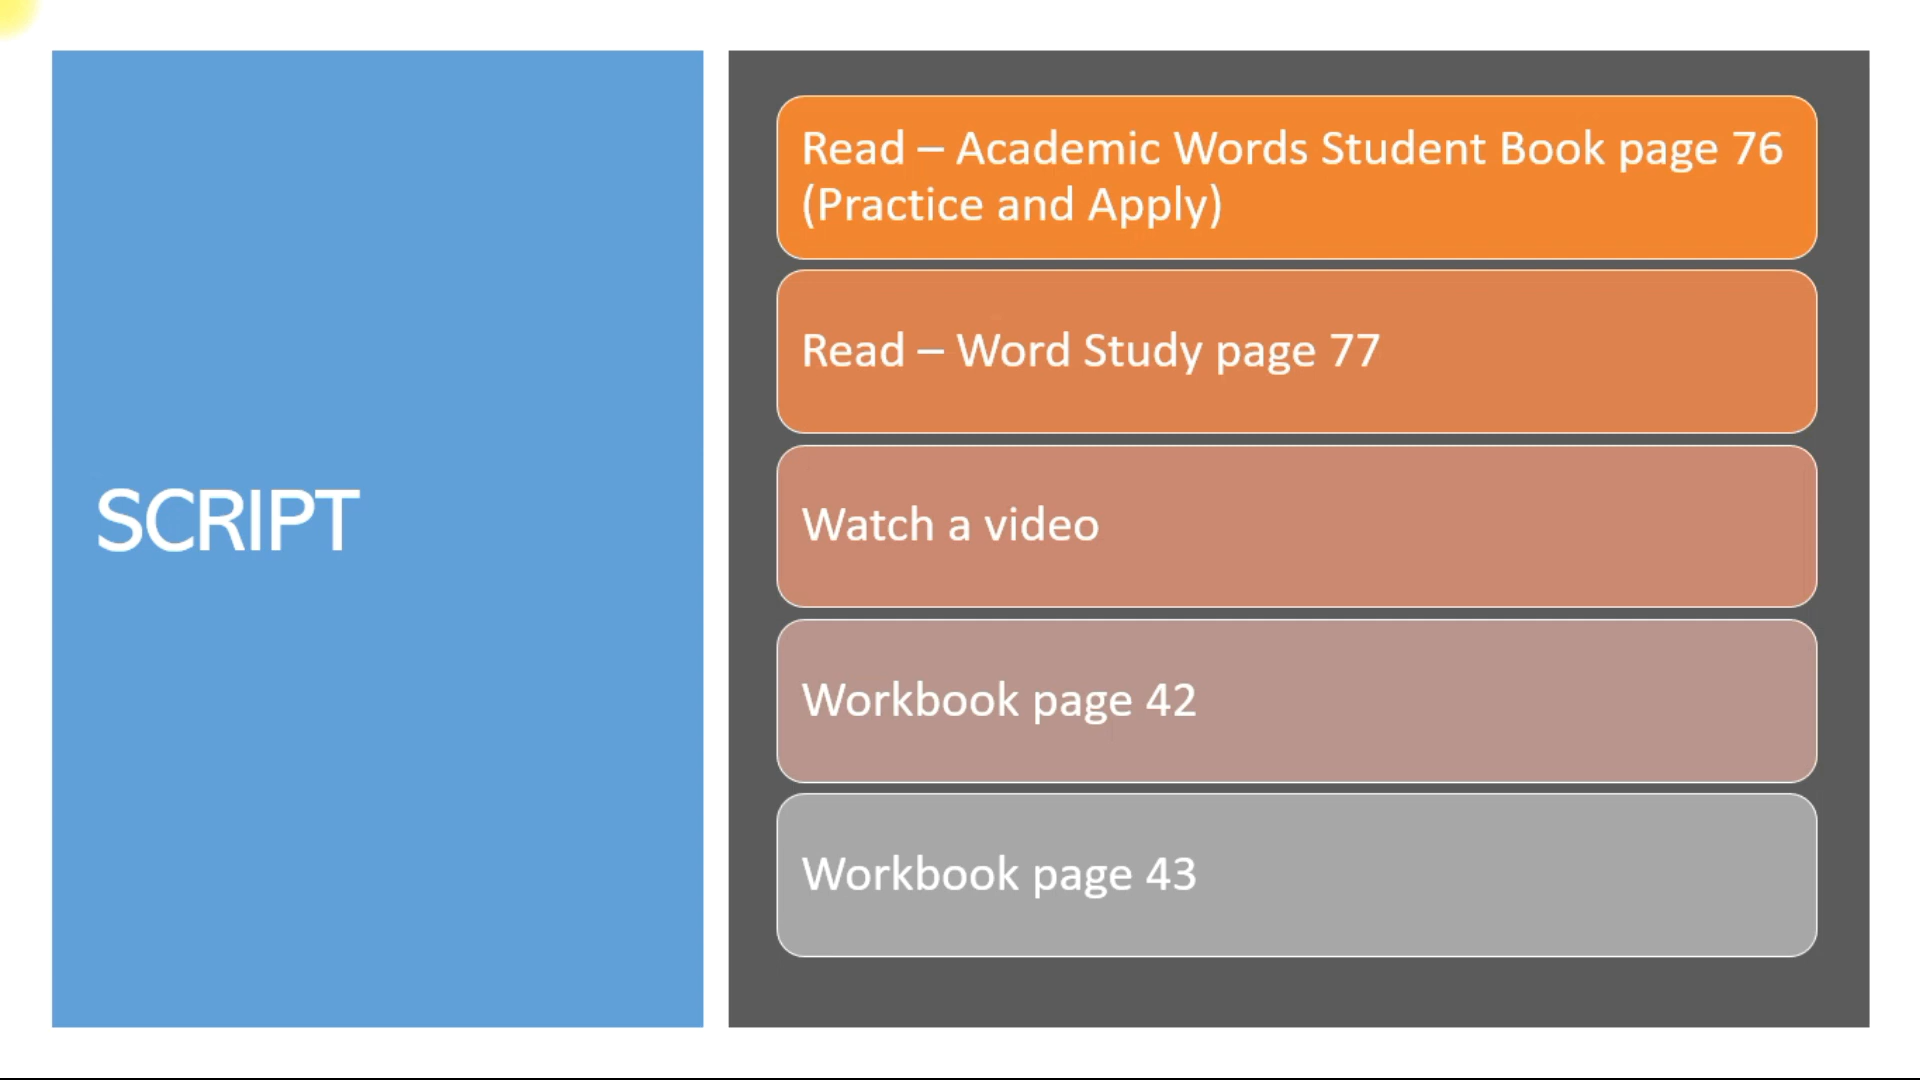 SCRIPT
Read – Academic Words Student Book page 76
(Practice and Apply)
Read – Word Study page 77
Watch a video
Workbook page 42
Workbook page 43